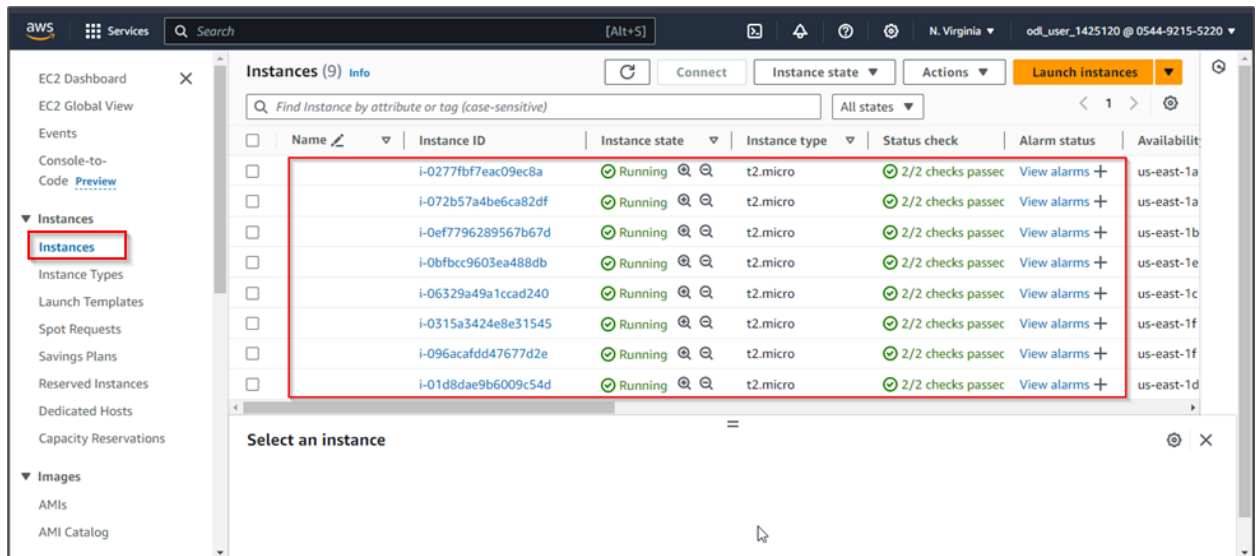 aws Services Search [Alt+S] N. Virginia ▼ odl_user_1425120 @ 0544-9215-5220 ▼
EC2 Dashboard
EC2 Global View
Events
Console-to-
Code Preview
Instances
Instances
Instance Types
Launch Templates
Spot Requests
Savings Plans
Reserved Instances
Dedicated Hosts
Capacity Reservations
Images
AMIs
AMI Catalog
Instances (9) Info Connect Instance state ▼ Actions ▼ Launch instances ▼
Find Instance by attribute or tag (case-sensitive) All states ▼ < 1 >
Name Instance ID Instance state Instance type Status check Alarm status Availabilit
i-0277fbf7eac09ec8a Running t2.micro 2/2 checks passec View alarms + us-east-1a
i-072b57a4be6ca82df Running t2.micro 2/2 checks passec View alarms + us-east-1a
i-0ef7796289567b67d Running t2.micro 2/2 checks passec View alarms + us-east-1b
i-0bfbcc9603ea488db Running t2.micro 2/2 checks passec View alarms + us-east-1e
i-06329a49a1ccad240 Running t2.micro 2/2 checks passec View alarms + us-east-1c
i-0315a3424e8e31545 Running t2.micro 2/2 checks passec View alarms + us-east-1f
i-096acafdd47677d2e Running t2.micro 2/2 checks passec View alarms + us-east-1f
i-01d8dae9b6009c54d Running t2.micro 2/2 checks passec View alarms + us-east-1d
Select an instance